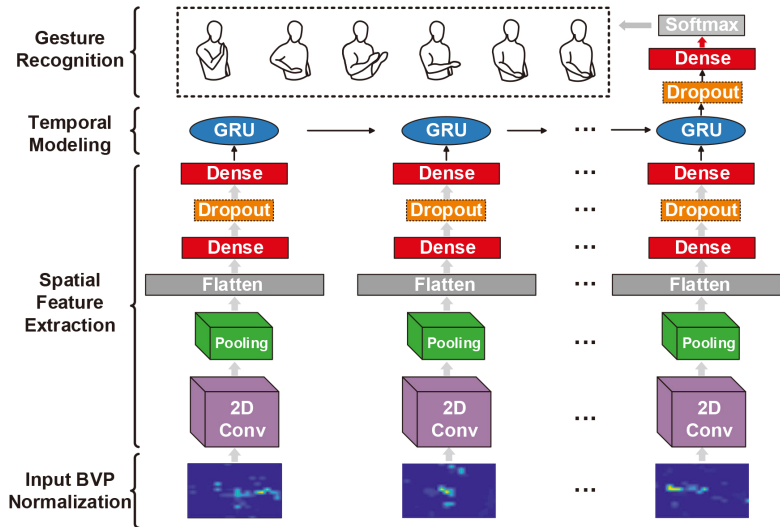 Gesture
Recognition
Softmax
Dense
Dropout
Temporal
Modeling
GRU GRU ... GRU
Dense Dense ... Dense
Dropout Dropout ... Dropout
Dense Dense ... Dense
Spatial
Feature
Extraction
Flatten Flatten ... Flatten
Pooling Pooling ... Pooling
2D 2D 2D
Conv Conv ... Conv
Input BVP
Normalization ...